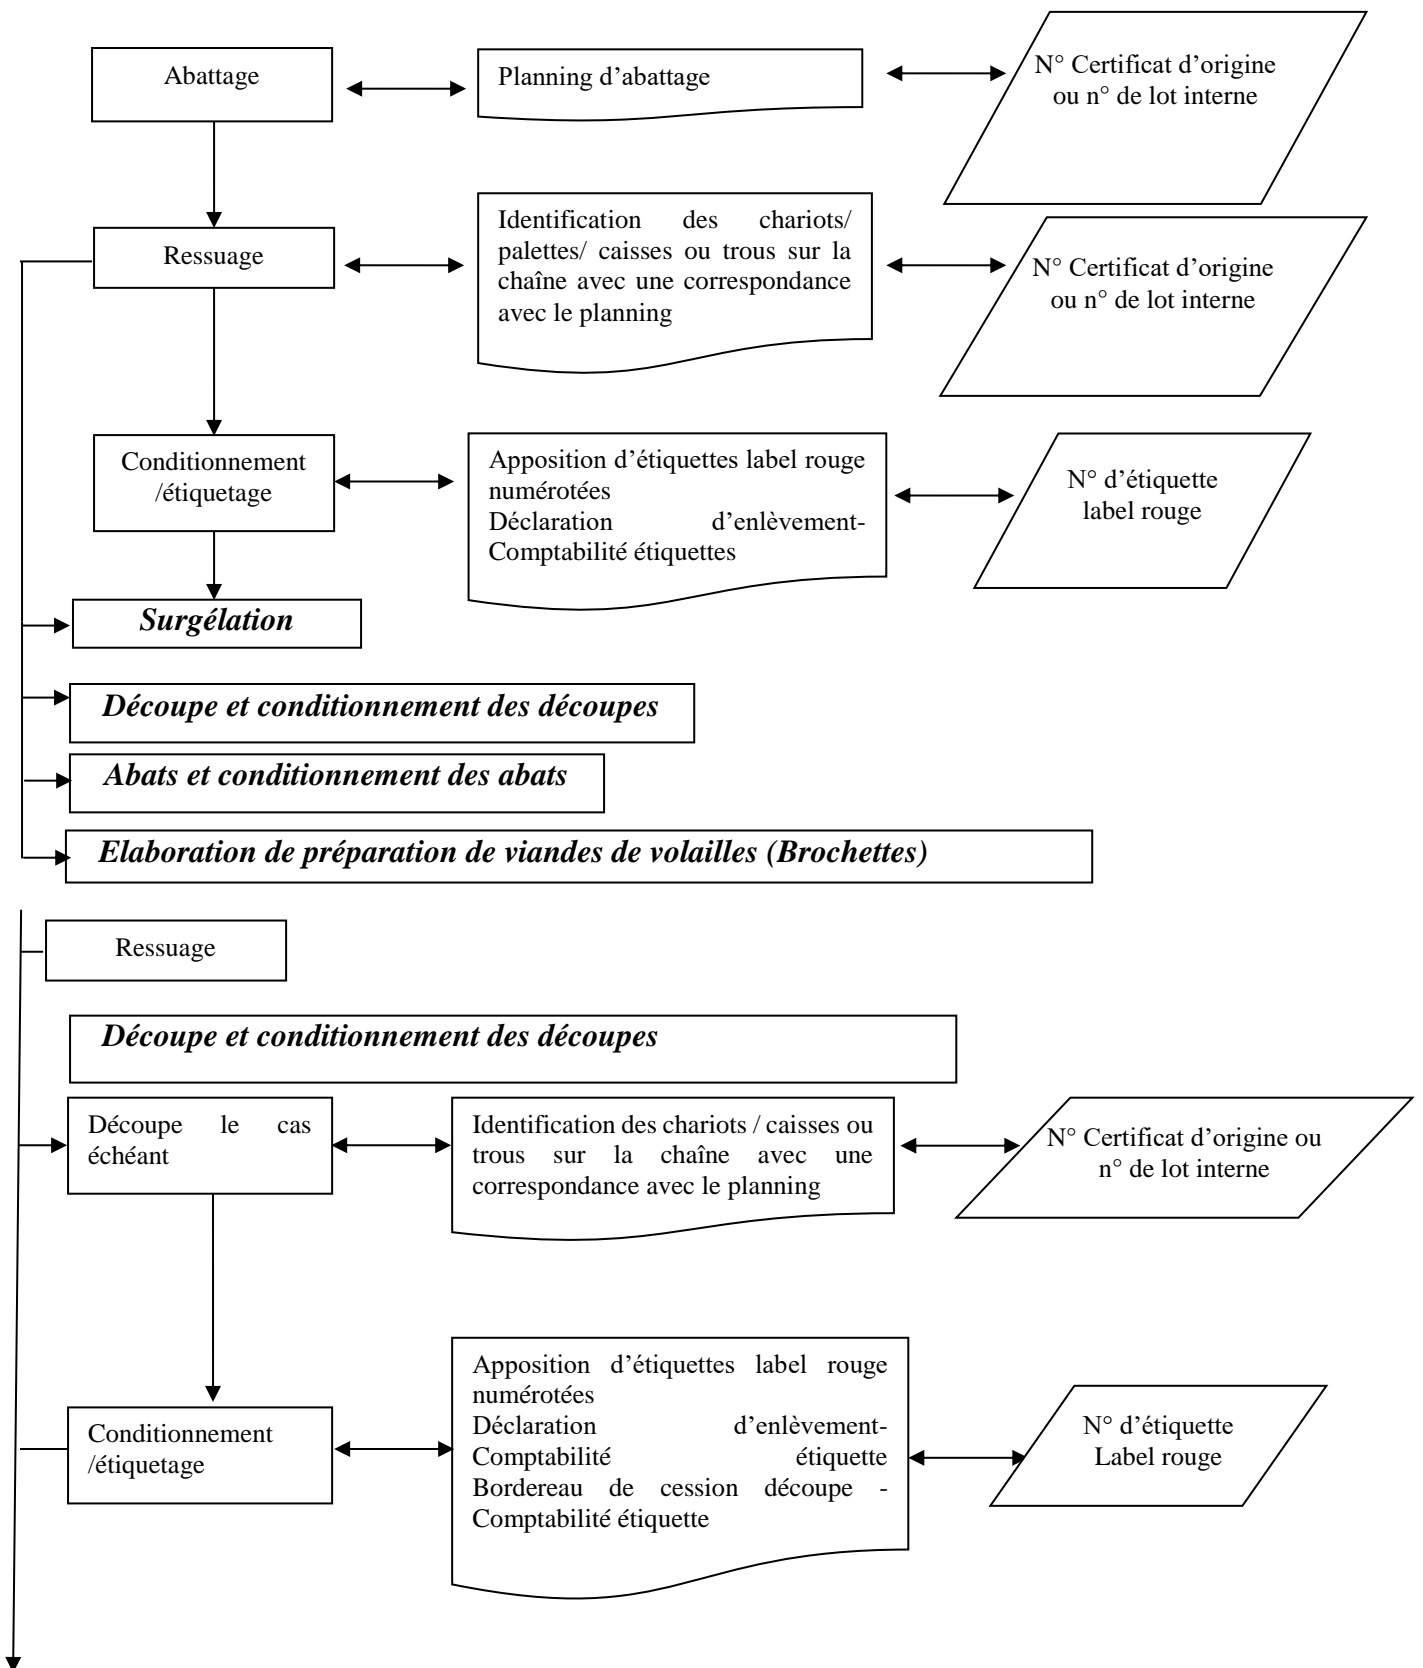 Abattage
Planning d’abattage
N° Certificat d’origine
ou n° de lot interne
Ressuage
Identification des chariots/
palettes/ caisses ou trous sur la
chaîne avec une correspondance
avec le planning
N° Certificat d’origine
ou n° de lot interne
Conditionnement
/étiquetage
Apposition d’étiquettes label rouge
numérotées
Déclaration d’enlèvement-
Comptabilité étiquettes
N° d’étiquette
label rouge
Surgélation
Découpe et conditionnement des découpes
Abats et conditionnement des abats
Elaboration de préparation de viandes de volailles (Brochettes)
Ressuage
Découpe et conditionnement des découpes
Découpe le cas
échéant
Identification des chariots / caisses ou
trous sur la chaîne avec une
correspondance avec le planning
N° Certificat d’origine ou
n° de lot interne
Conditionnement
/étiquetage
Apposition d’étiquettes label rouge
numérotées
Déclaration d’enlèvement-
Comptabilité étiquette
Bordereau de cession découpe -
Comptabilité étiquette
N° d’étiquette
Label rouge